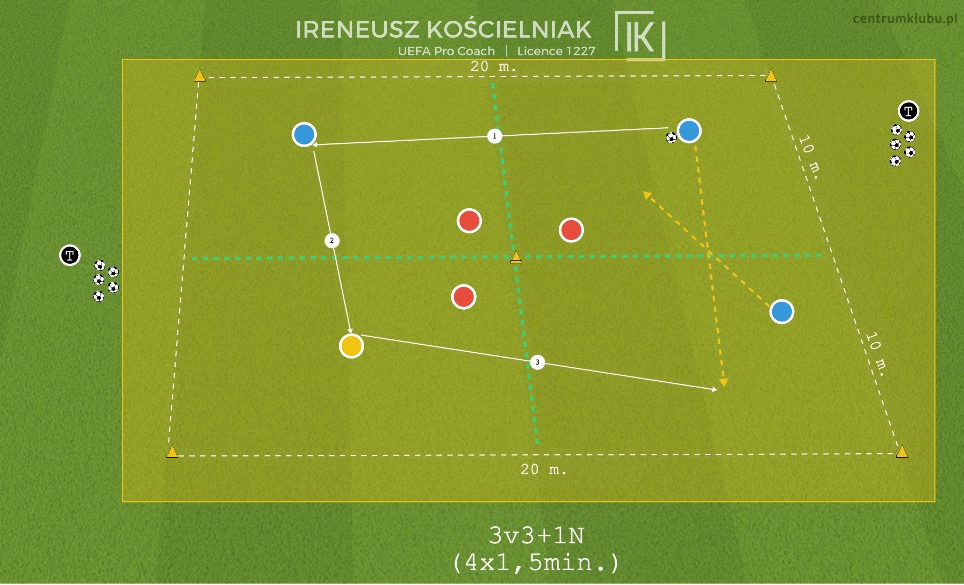 centrumklubu.pl
IRENEUSZ KOŚCIELNIAK
IK
UEFA Pro Coach | Licence 1227
20 m.
T
1
10 m.
2
T
3
10 m.
20 m.
3v3+1N
(4x1,5min.)